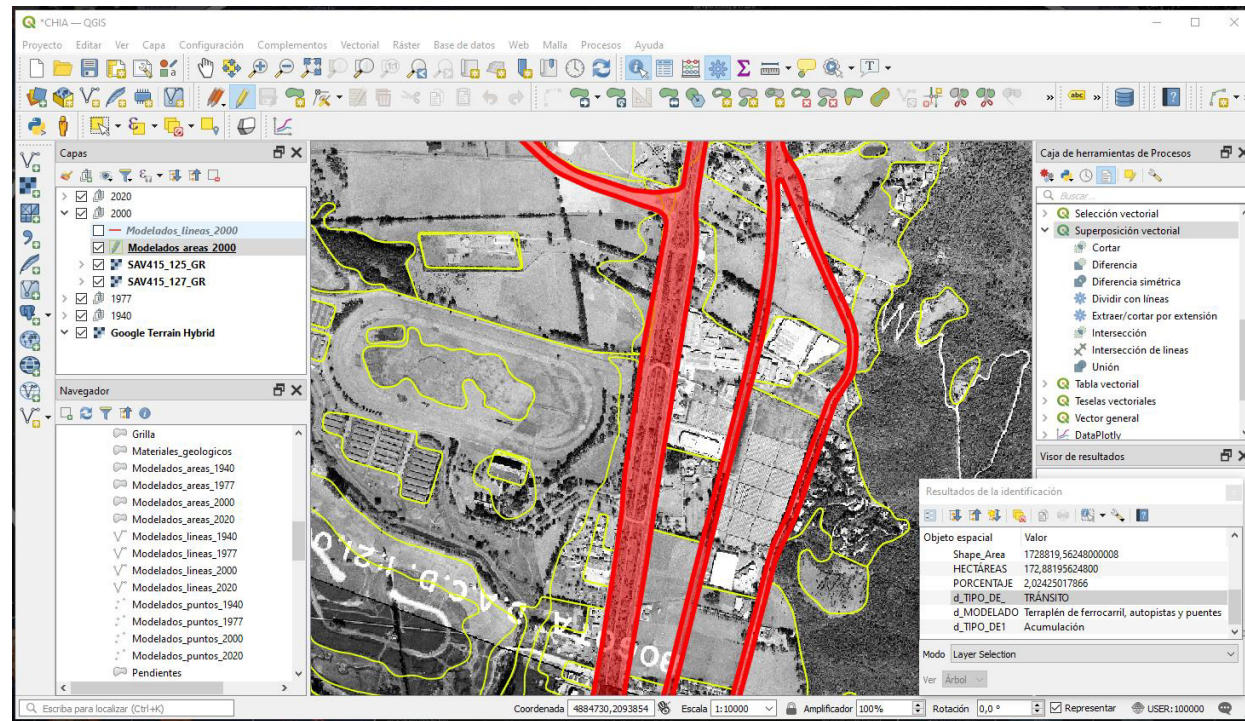 *CHIA — QGIS
Proyecto Editar Ver Capa Configuración Complementos Vectorial Ráster Base de datos Web Malla Procesos Ayuda
abc
Capas
2020
2000
Modelados_lineas_2000
Modelados_areas_2000
SAV415_125_GR
SAV415_127_GR
1977
1940
Google Terrain Hybrid
Navegador
Grilla
Materiales_geologicos
Modelados_areas_1940
Modelados_areas_1977
Modelados_areas_2000
Modelados_areas_2020
Modelados_lineas_1940
Modelados_lineas_1977
Modelados_lineas_2000
Modelados_lineas_2020
Modelados_puntos_1940
Modelados_puntos_1977
Modelados_puntos_2000
Modelados_puntos_2020
Pendientes
Caja de herramientas de Procesos
Buscar...
Selección vectorial
Superposición vectorial
Cortar
Diferencia
Diferencia simétrica
Dividir con líneas
Extraer/cortar por extensión
Intersección
Intersección de lineas
Unión
Tabla vectorial
Teselas vectoriales
Vector general
DataPlotly
Visor de resultados
Resultados de la identificación
Objeto espacial Valor
Shape_Area 1728819,56248000008
HECTÁREAS 172,88195624800
PORCENTAJE 2,02425017866
d_TIPO_DE_ TRÁNSITO
d_MODELADO Terraplén de ferrocarril, autopistas y puentes
d_TIPO_DE1 Acumulación
Modo Layer Selection
Ver Árbol
Escriba para localizar (Ctrl+K)
Coordenada 4884730,2093854 Escala 1:10000 Amplificador 100% Rotación 0,0 ° Representar USER:100000